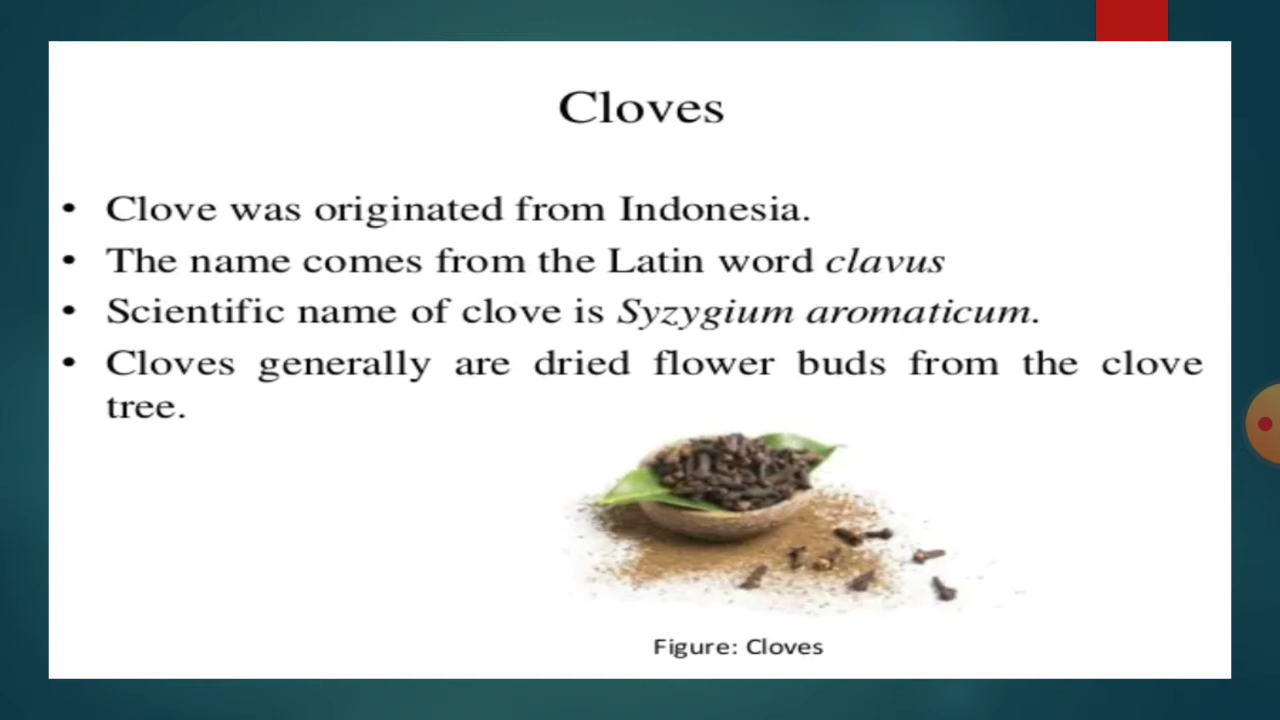 Cloves
• Clove was originated from Indonesia.
• The name comes from the Latin word clavus
• Scientific name of clove is Syzygium aromaticum.
• Cloves generally are dried flower buds from the clove
tree.
Figure: Cloves